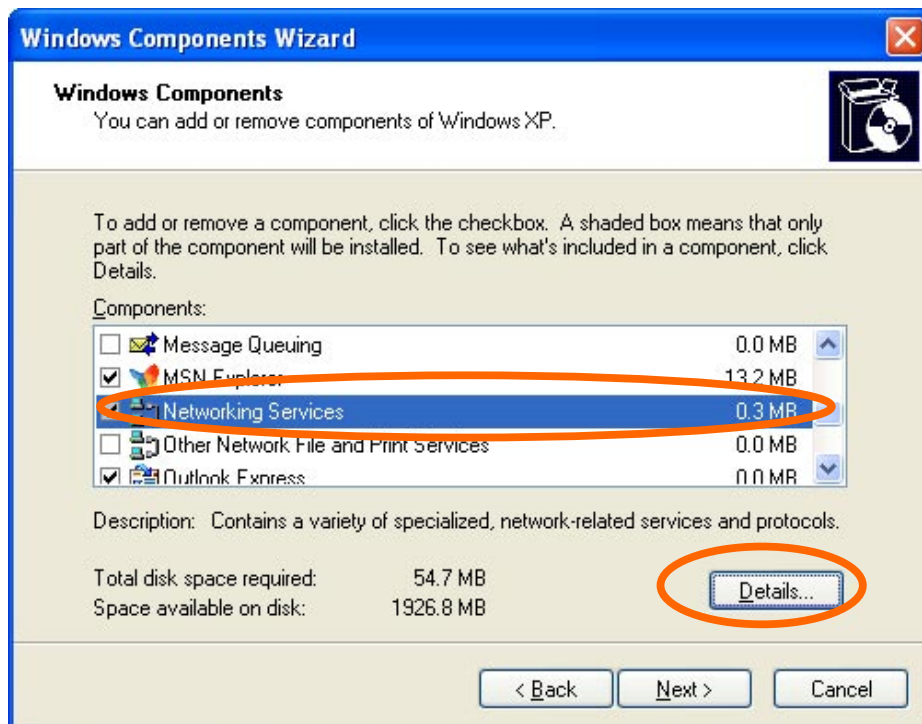 Windows Components Wizard
Windows Components
You can add or remove components of Windows XP.
To add or remove a component, click the checkbox. A shaded box means that only
part of the component will be installed. To see what's included in a component, click
Details.
Components:
Message Queuing 0.0 MB
MSN Explorer 13.2 MB
Networking Services 0.3 MB
Other Network File and Print Services 0.0 MB
Outlook Express 0.0 MB
Description: Contains a variety of specialized, network-related services and protocols.
Total disk space required: 54.7 MB
Space available on disk: 1926.8 MB
Details...
< Back Next > Cancel